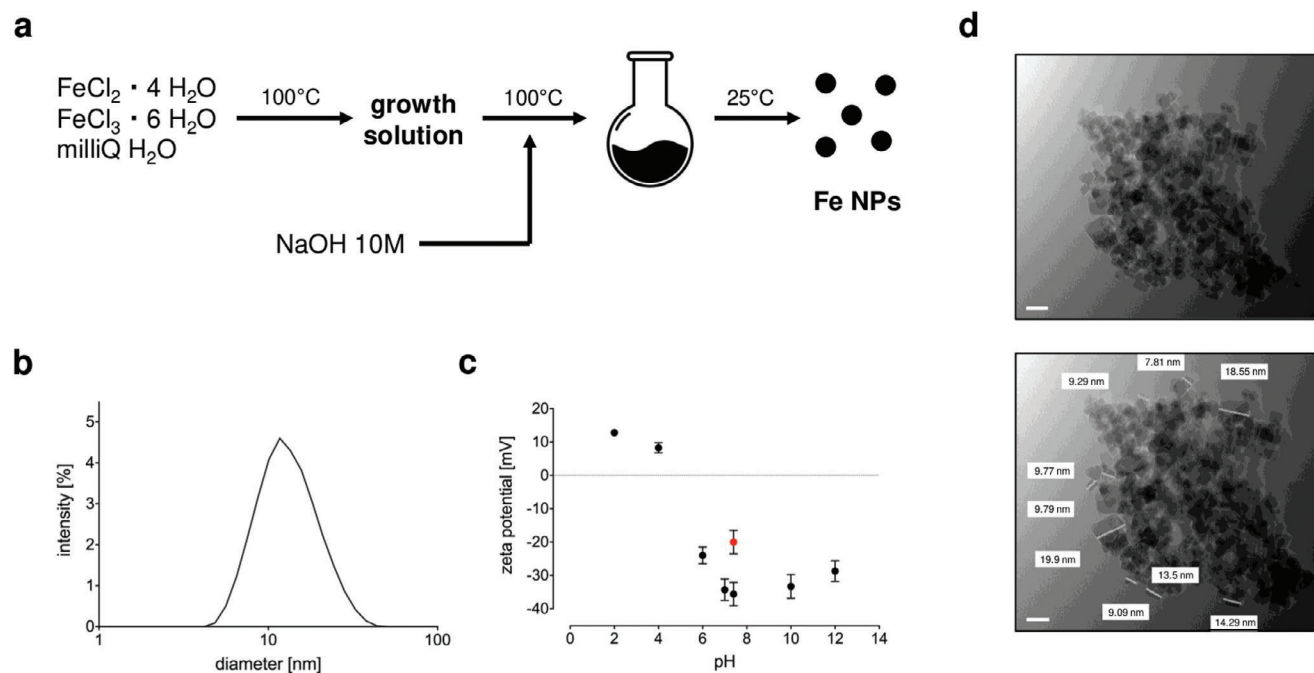 a
FeCl₂ · 4 H₂O
FeCl₃ · 6 H₂O
milliQ H₂O
100°C
growth
solution
100°C
25°C
NaOH 10M
Fe NPs
b
intensity [%]
5
4
3
2
1
0
1
10
100
diameter [nm]
c
zeta potential [mV]
20
10
0
-10
-20
-30
-40
0
2
4
6
8
10
12
14
pH
d
7.81 nm
9.29 nm
18.55 nm
9.77 nm
9.79 nm
19.9 nm
13.5 nm
9.09 nm
14.29 nm